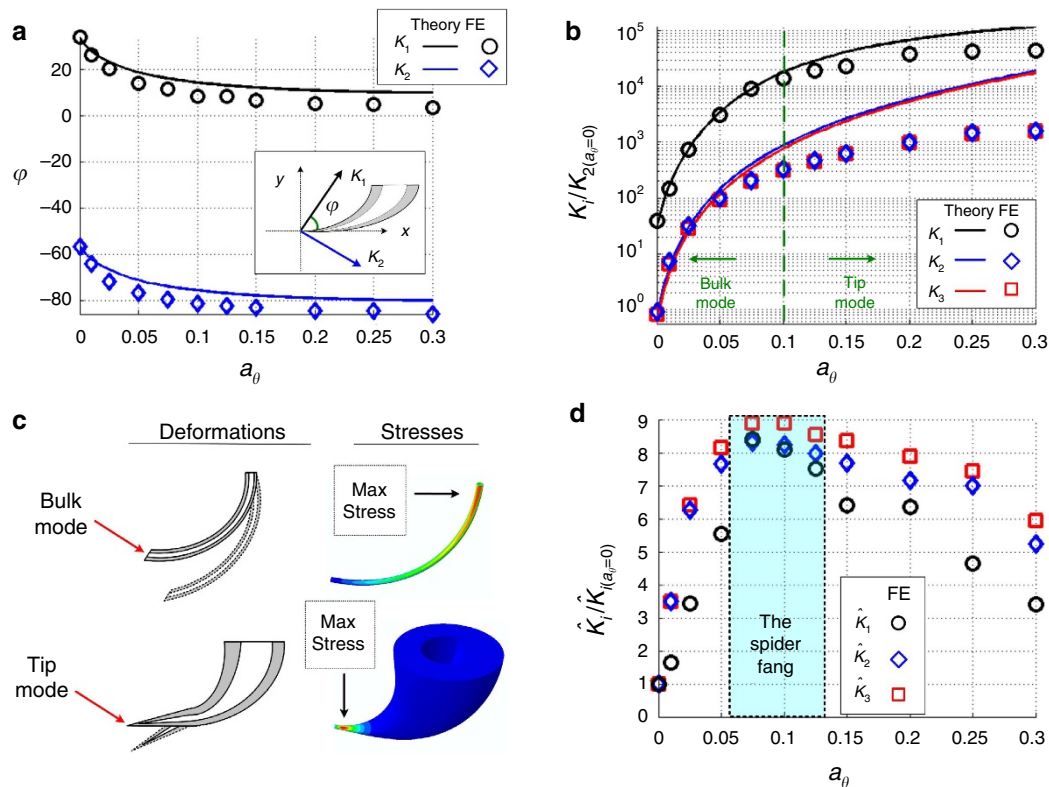 a
Theory FE
K1
K2
20
0
−20
−40
−60
−80
φ
y
K1
φ
x
K2
0
0.05
0.1
0.15
0.2
0.25
0.3
aθ
b
10^5
10^4
10^3
10^2
10^1
10^0
Ki/K2(aθ=0)
Bulk mode
Tip mode
Theory FE
K1
K2
K3
0
0.05
0.1
0.15
0.2
0.25
0.3
aθ
c
Deformations
Stresses
Bulk mode
Max Stress
Tip mode
Max Stress
d
9
8
7
6
5
4
3
2
1
0
K̂i/K̂i(aθ=0)
The spider fang
FE
K̂1
K̂2
K̂3
0
0.05
0.1
0.15
0.2
0.25
0.3
aθ